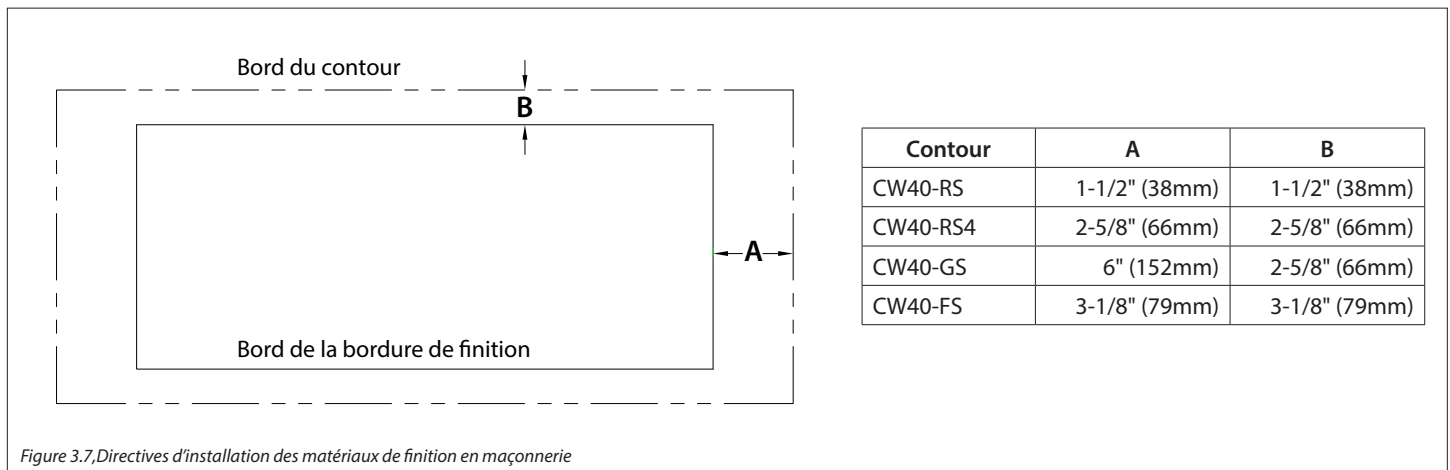 Bord du contour
B
A
Bord de la bordure de finition
Contour A B
CW40-RS 1-1/2" (38mm) 1-1/2" (38mm)
CW40-RS4 2-5/8" (66mm) 2-5/8" (66mm)
CW40-GS 6" (152mm) 2-5/8" (66mm)
CW40-FS 3-1/8" (79mm) 3-1/8" (79mm)
Figure 3.7,Directives d’installation des matériaux de finition en maçonnerie